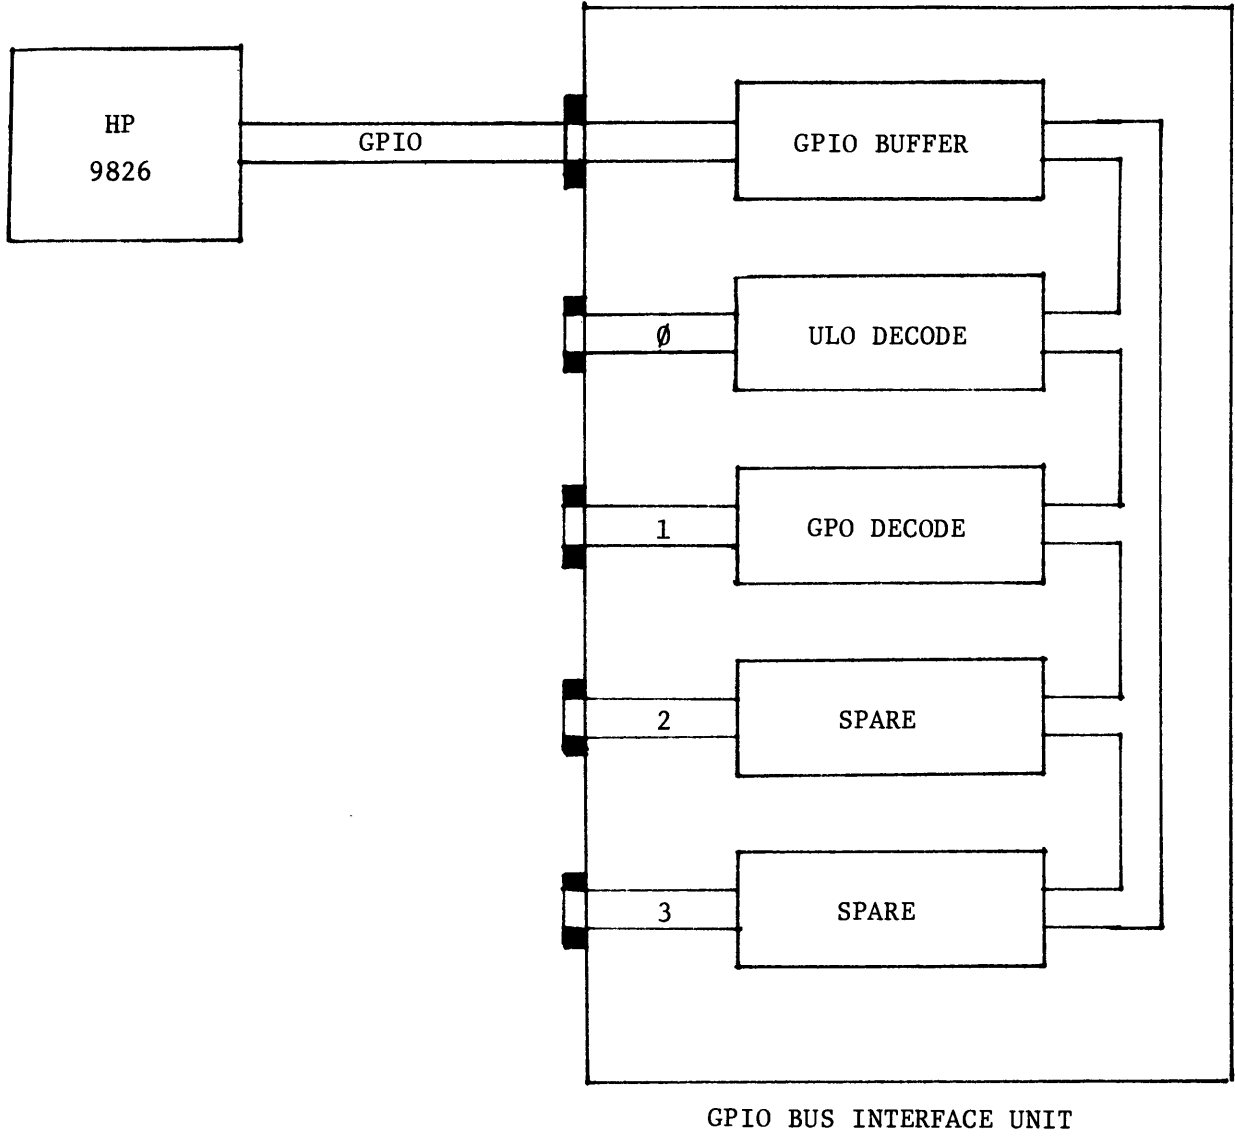 HP
9826
GPIO
GPIO BUFFER
Ø
ULO DECODE
1
GPO DECODE
2
SPARE
3
SPARE
GPIO BUS INTERFACE UNIT